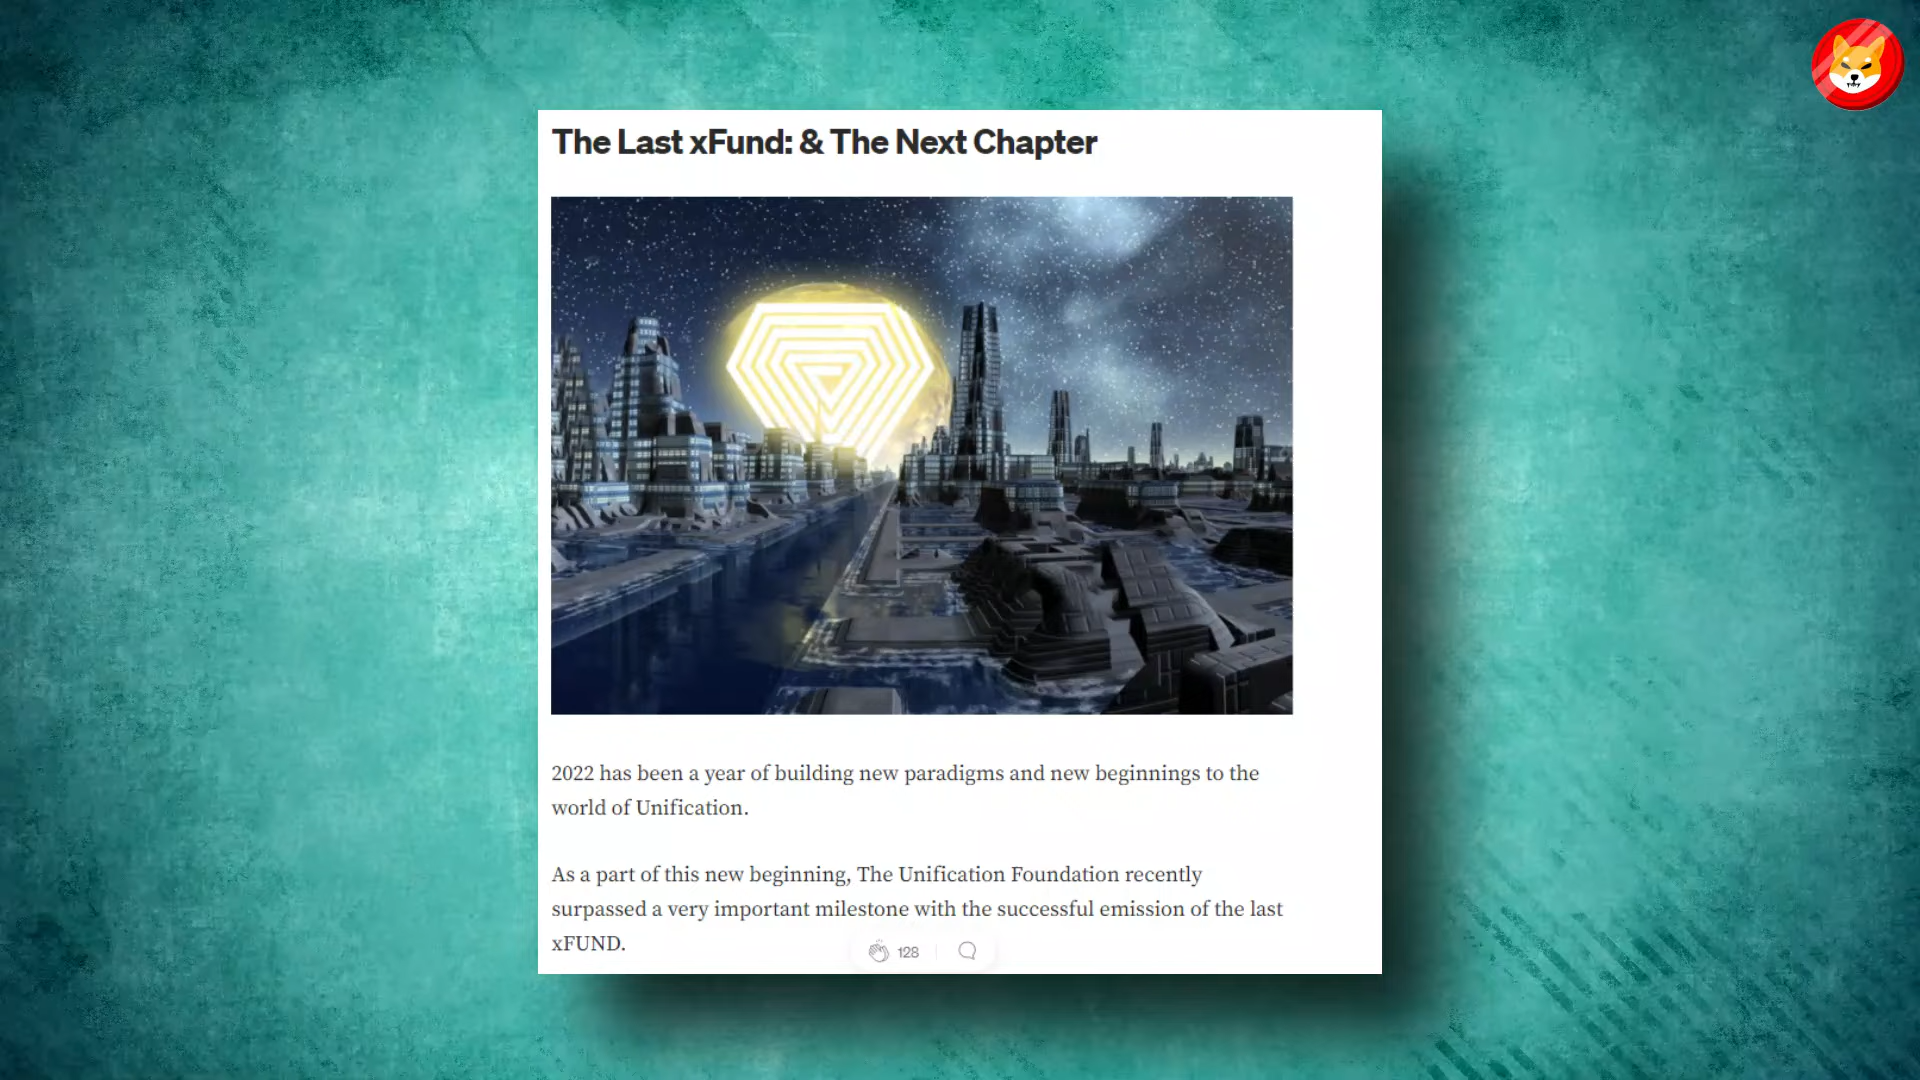 The Last xFund: & The Next Chapter
2022 has been a year of building new paradigms and new beginnings to the
world of Unification.
As a part of this new beginning, The Unification Foundation recently
surpassed a very important milestone with the successful emission of the last
xFUND.
128